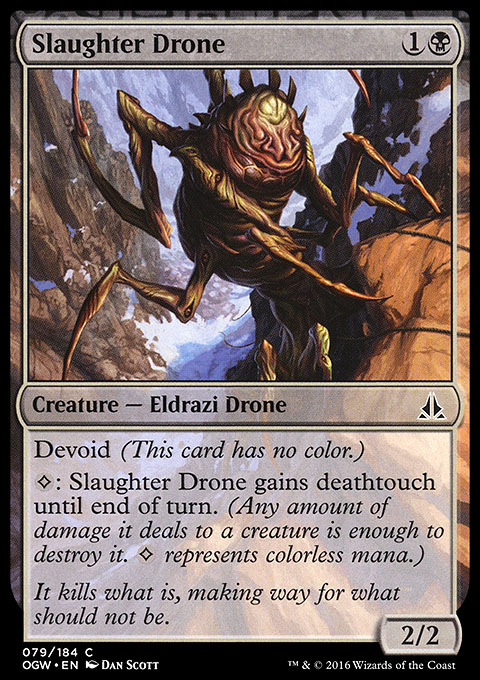 Slaughter Drone 1
Creature — Eldrazi Drone
Devoid (This card has no color.)
: Slaughter Drone gains deathtouch
until end of turn. (Any amount of
damage it deals to a creature is enough to
destroy it. represents colorless mana.)
It kills what is, making way for what
should not be.
2/2
079/184 C
OGW • EN Dan Scott
™ & © 2016 Wizards of the Coast